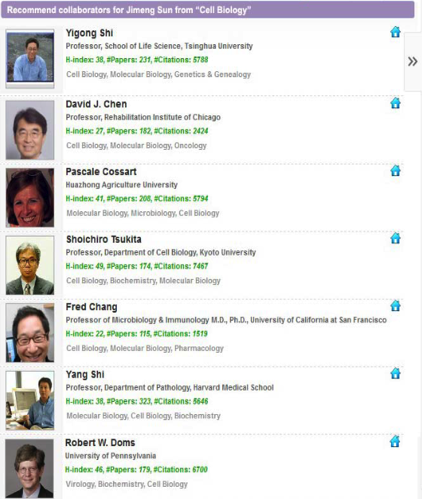 Recommend collaborators for Jimeng Sun from “Cell Biology”
Yigong Shi
Professor, School of Life Science, Tsinghua University
H-index: 38, #Papers: 231, #Citations: 5788
Cell Biology, Molecular Biology, Genetics & Genealogy
David J. Chen
Professor, Rehabilitation Institute of Chicago
H-index: 27, #Papers: 182, #Citations: 2424
Cell Biology, Molecular Biology, Oncology
Pascale Cossart
Huazhong Agriculture University
H-index: 41, #Papers: 208, #Citations: 5794
Molecular Biology, Microbiology, Cell Biology
Shoichiro Tsukita
Professor, Department of Cell Biology, Kyoto University
H-index: 49, #Papers: 174, #Citations: 7467
Cell Biology, Biochemistry, Molecular Biology
Fred Chang
Professor of Microbiology & Immunology M.D., Ph.D., University of California at San Francisco
H-index: 22, #Papers: 115, #Citations: 1519
Cell Biology, Molecular Biology, Pharmacology
Yang Shi
Professor, Department of Pathology, Harvard Medical School
H-index: 38, #Papers: 323, #Citations: 5646
Molecular Biology, Cell Biology, Biochemistry
Robert W. Doms
University of Pennsylvania
H-index: 46, #Papers: 179, #Citations: 6700
Virology, Biochemistry, Cell Biology